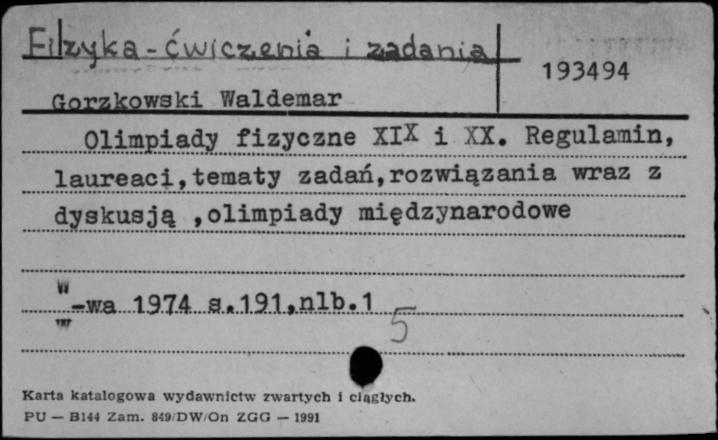 Fizyka - ćwiczenia i zadania
193494
Gorzkowski Waldemar
Olimpiady fizyczne XIX i XX. Regulamin,
laureaci,tematy zadań,rozwiązania wraz z
dyskusją ,olimpiady międzynarodowe
W-wa 1974 s.191,nlb.1
5
Karta katalogowa wydawnictw zwartych i ciągłych.
PU — B144 Zam. 849/DW/On ZGG — 1991